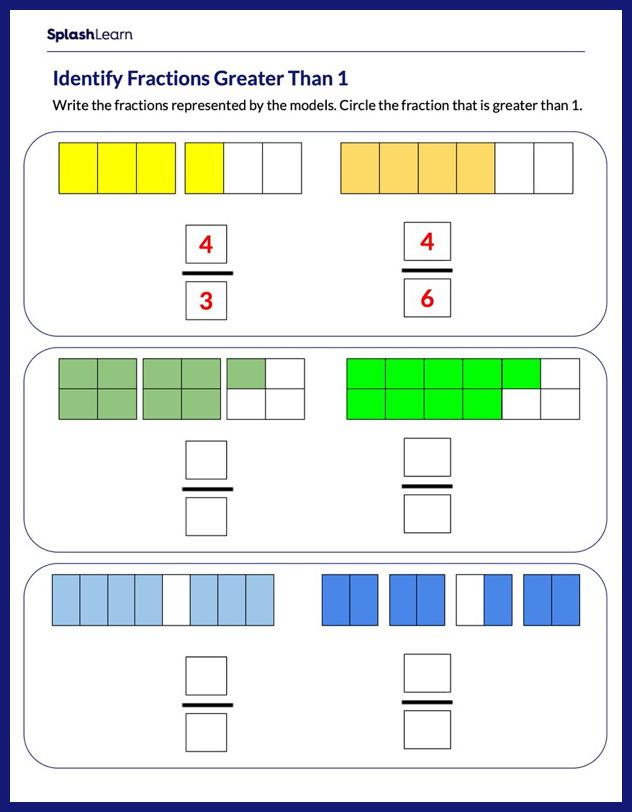 SplashLearn
Identify Fractions Greater Than 1
Write the fractions represented by the models. Circle the fraction that is greater than 1.
4 4
3 6